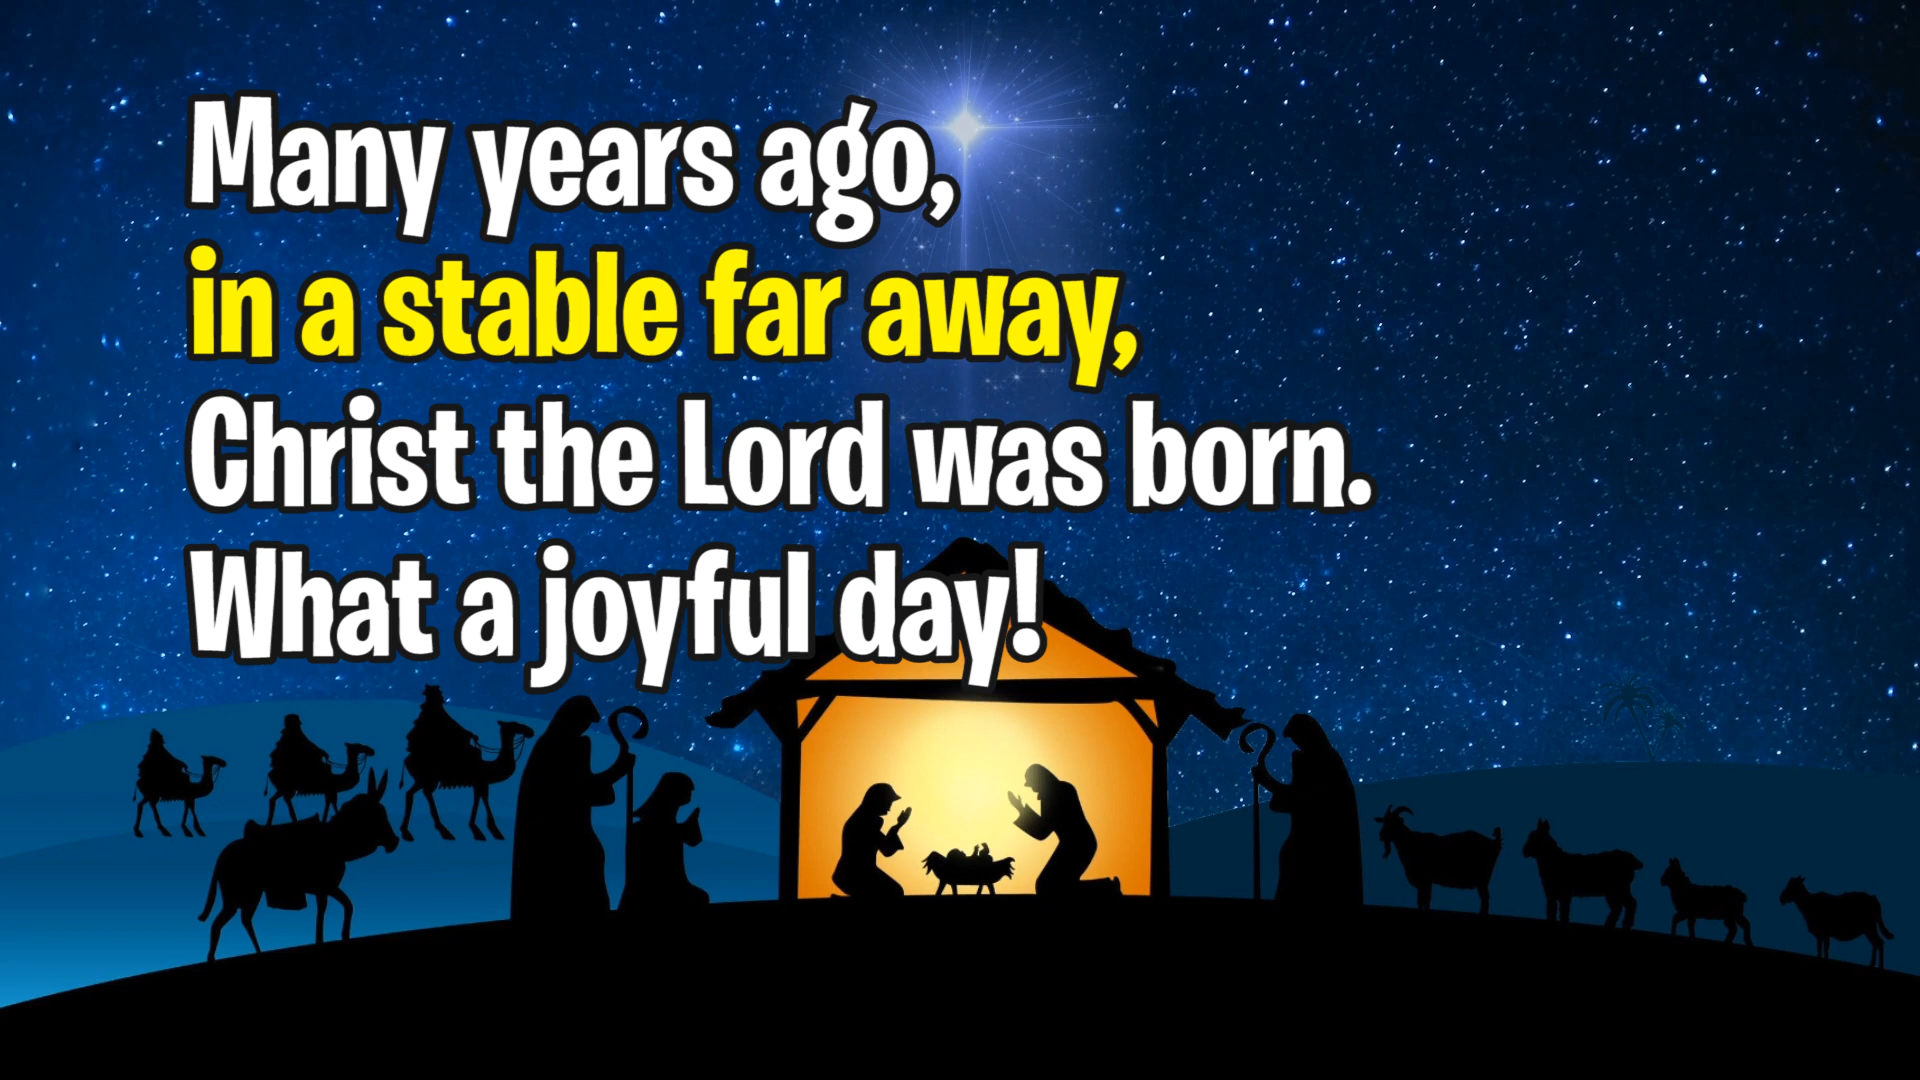 Many years ago,
in a stable far away,
Christ the Lord was born.
What a joyful day!